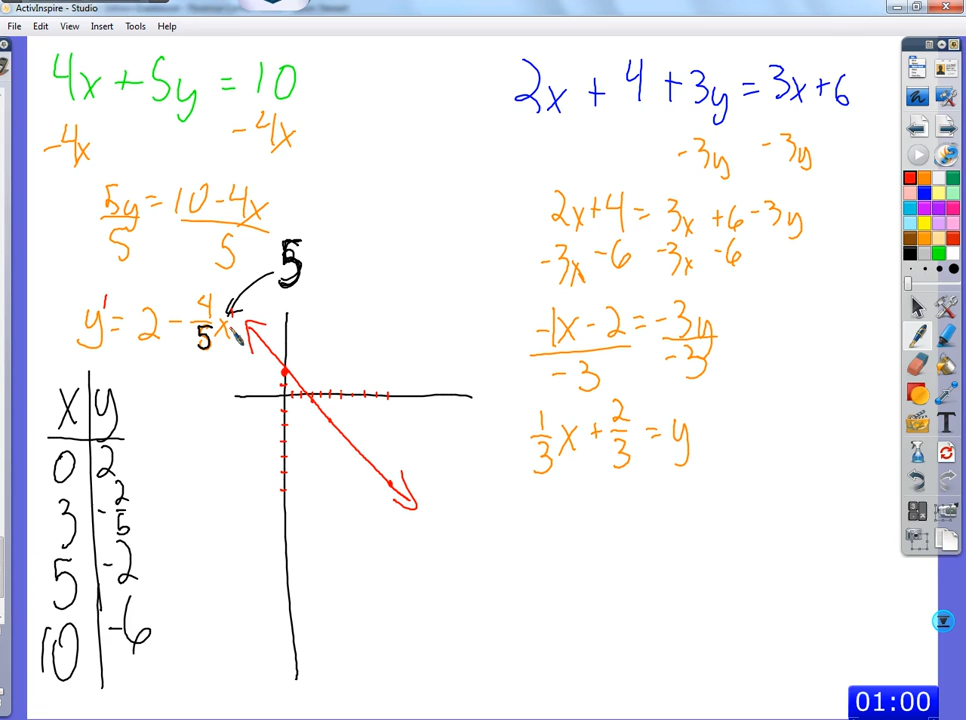 ActivInspire - Studio
File Edit View Insert Tools Help
4x + 5y = 10
-4x -4x
5y = 10 - 4x
5 5
5
y' = 2 - 4/5 x
x y
0 2
3 -2/5
5 -2
10 -6
2x + 4 + 3y = 3x + 6
-3y -3y
2x + 4 = 3x + 6 - 3y
-3x -6 -3x -6
-1x - 2 = -3y
-3 -3
1/3 x + 2/3 = y
01:00